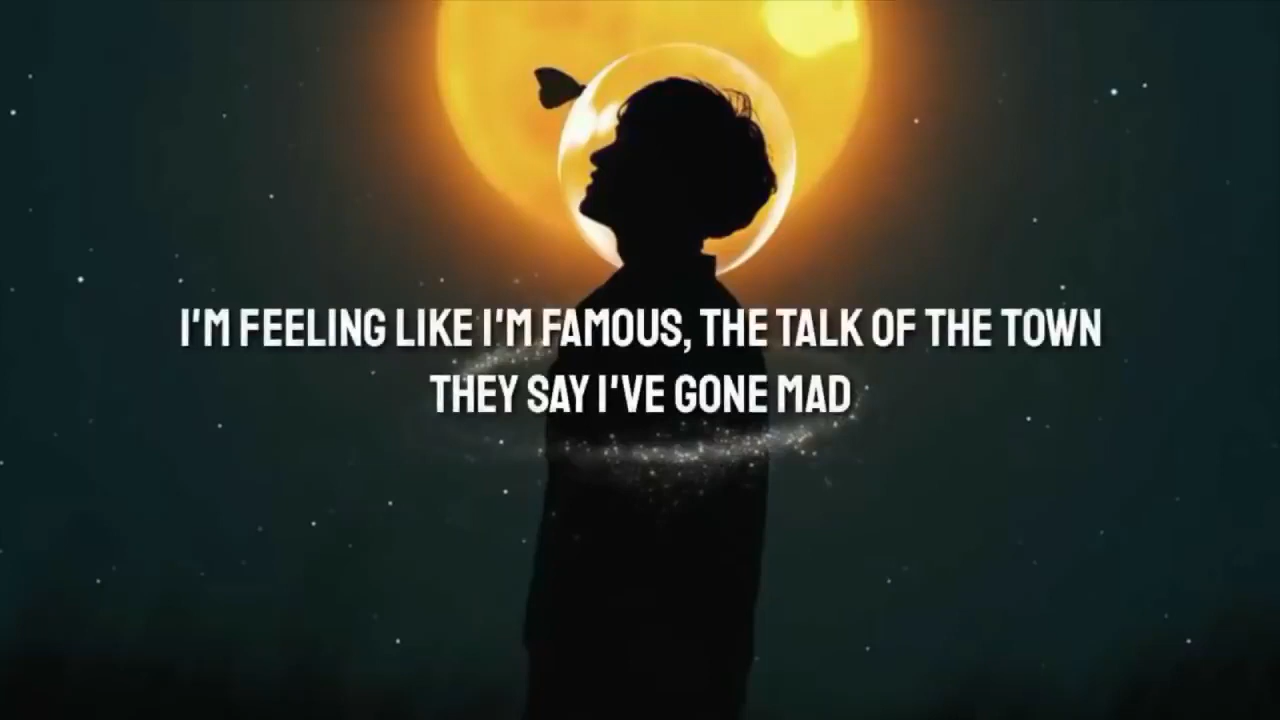 I'M FEELING LIKE I'M FAMOUS, THE TALK OF THE TOWN
THEY SAY I'VE GONE MAD